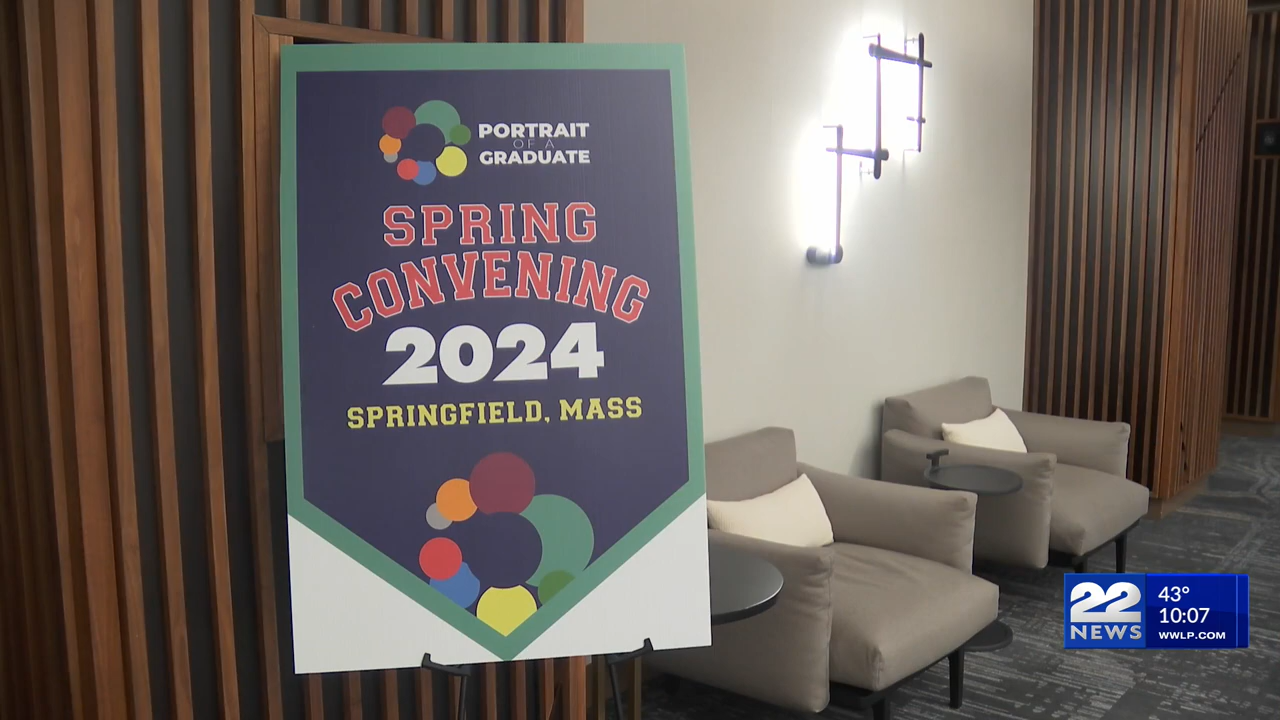 PORTRAIT
OF A
GRADUATE
SPRING
CONVENING
2024
SPRINGFIELD, MASS
22
NEWS
43°
10:07
WWLP.COM